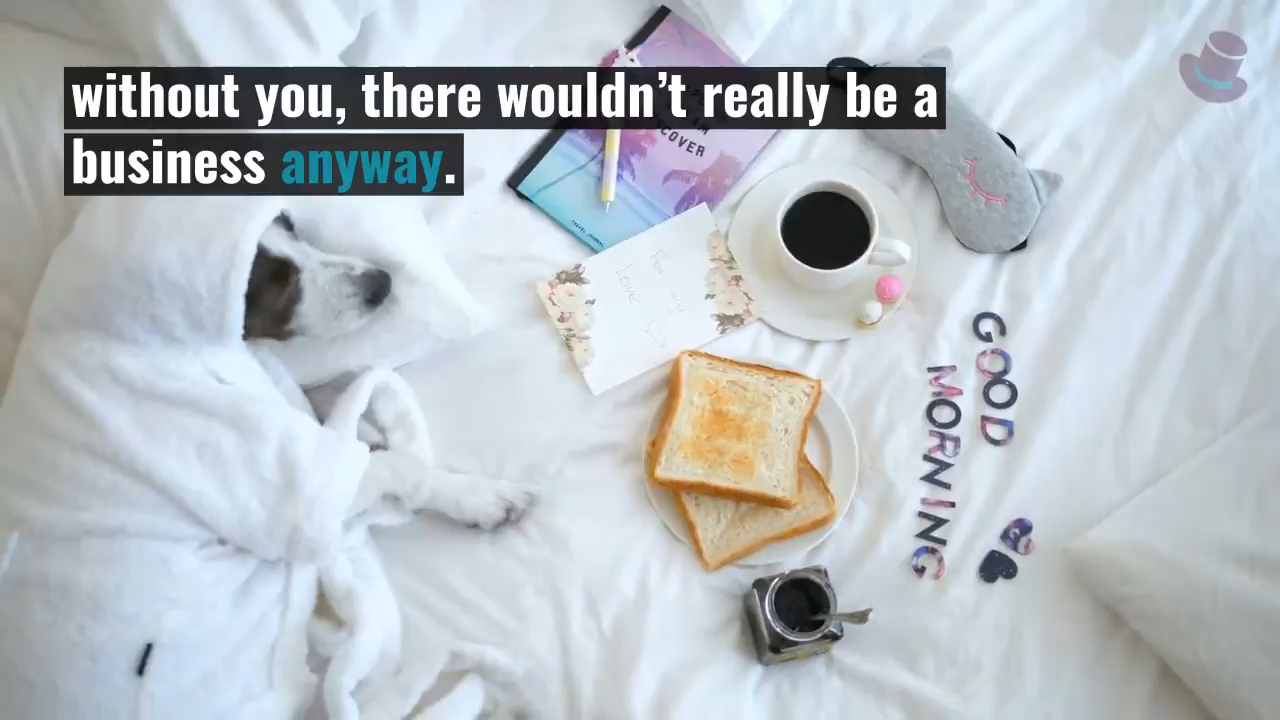 without you, there wouldn’t really be a
business anyway.
COVER
GOOD
MORNING